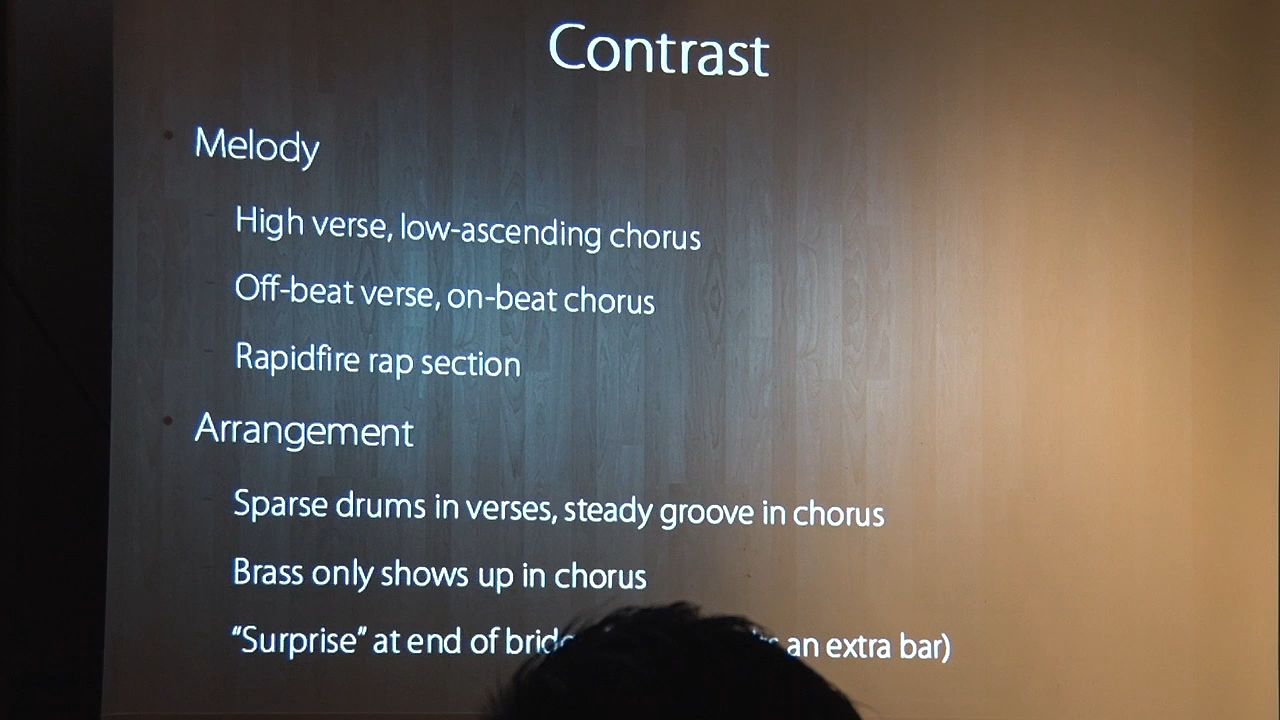 Contrast
Melody
High verse, low-ascending chorus
Off-beat verse, on-beat chorus
Rapidfire rap section
Arrangement
Sparse drums in verses, steady groove in chorus
Brass only shows up in chorus
“Surprise” at end of an extra bar)